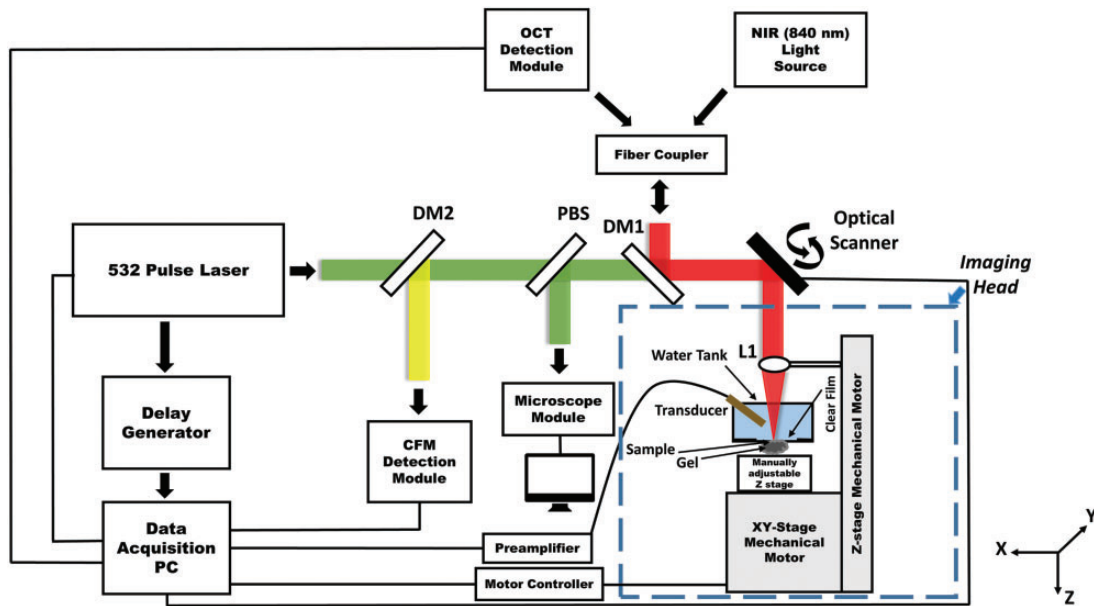 OCT
Detection
Module
NIR (840 nm)
Light
Source
Fiber Coupler
DM2
PBS
DM1
Optical
Scanner
532 Pulse Laser
Imaging
Head
Water Tank
L1
Clear Film
Z-stage Mechanical Motor
Transducer
Delay
Generator
Microscope
Module
CFM
Detection
Module
Sample
Gel
Manually
adjustable
Z stage
Data
Acquisition
PC
Preamplifier
XY-Stage
Mechanical
Motor
Motor Controller
Y
X
Z